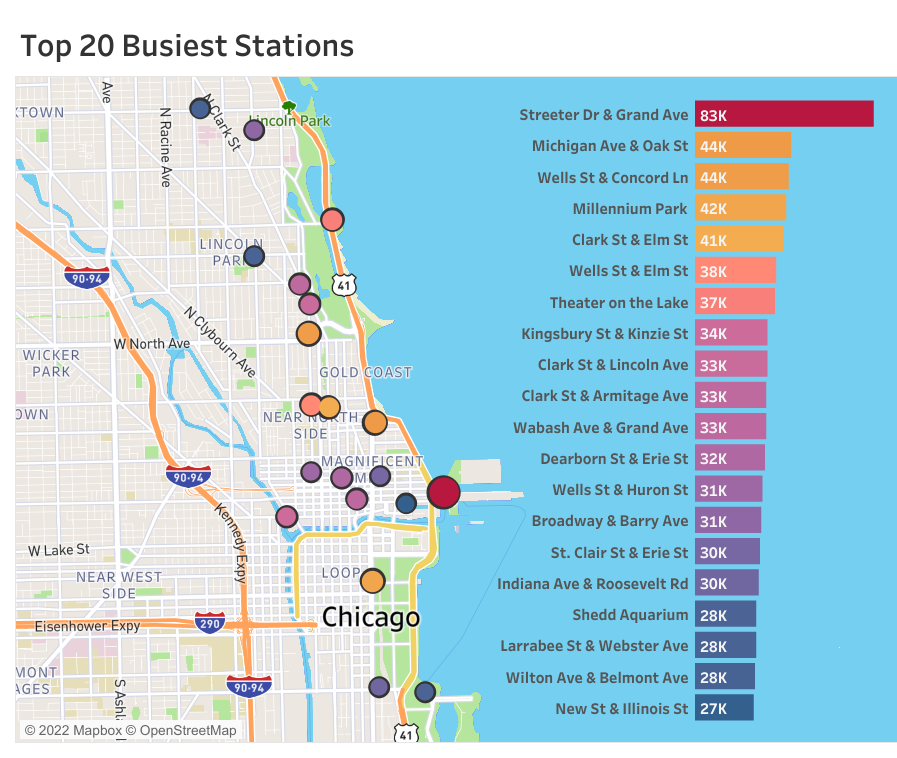 Top 20 Busiest Stations
KTOWN
Ave
N Racine Ave
N Clark St
Lincoln Park
LINCOLN
PARK
90-94
41
N Clybourn Ave
W North Ave
WICKER
PARK
GOLD COAST
OWN
NEAR NORTH
SIDE
MAGNIFICENT
M
90-94
Kennedy Expy
W Lake St
NEAR WEST
SIDE
LOOP
Chicago
Eisenhower Expy
290
MONT
AGES
90-94
S Ashl
41
© 2022 Mapbox © OpenStreetMap
Streeter Dr & Grand Ave 83K
Michigan Ave & Oak St 44K
Wells St & Concord Ln 44K
Millennium Park 42K
Clark St & Elm St 41K
Wells St & Elm St 38K
Theater on the Lake 37K
Kingsbury St & Kinzie St 34K
Clark St & Lincoln Ave 33K
Clark St & Armitage Ave 33K
Wabash Ave & Grand Ave 33K
Dearborn St & Erie St 32K
Wells St & Huron St 31K
Broadway & Barry Ave 31K
St. Clair St & Erie St 30K
Indiana Ave & Roosevelt Rd 30K
Shedd Aquarium 28K
Larrabee St & Webster Ave 28K
Wilton Ave & Belmont Ave 28K
New St & Illinois St 27K